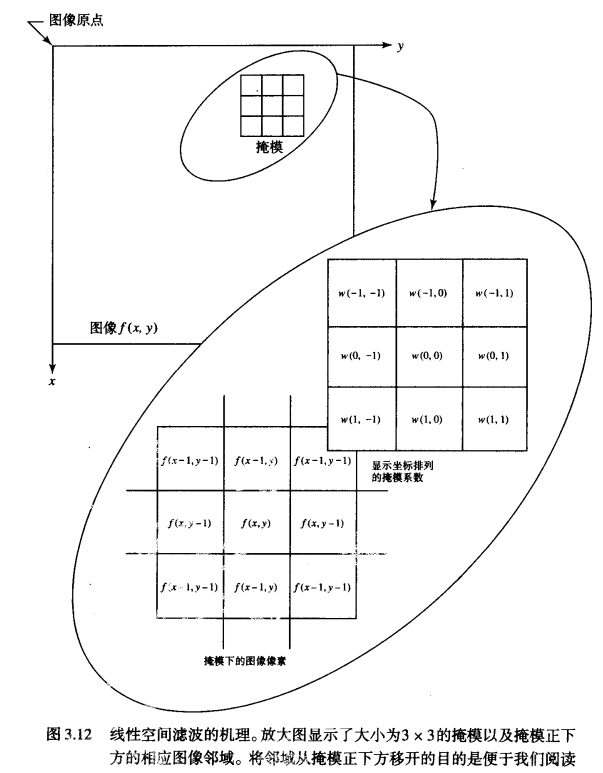 图像原点
y
掩模
图像 f(x, y)
x
w(-1, -1) w(-1, 0) w(-1, 1)
w(0, -1) w(0, 0) w(0, 1)
w(1, -1) w(1, 0) w(1, 1)
显示坐标排列
的掩模系数
f(x-1, y-1) f(x-1, y) f(x-1, y-1)
f(x, y-1) f(x, y) f(x, y-1)
f(x-1, y-1) f(x-1, y) f(x-1, y-1)
掩模下的图像像素
图 3.12 线性空间滤波的机理。放大图显示了大小为3 × 3的掩模以及掩模正下
方的相应图像邻域。将邻域从掩模正下方移开的目的是便于我们阅读